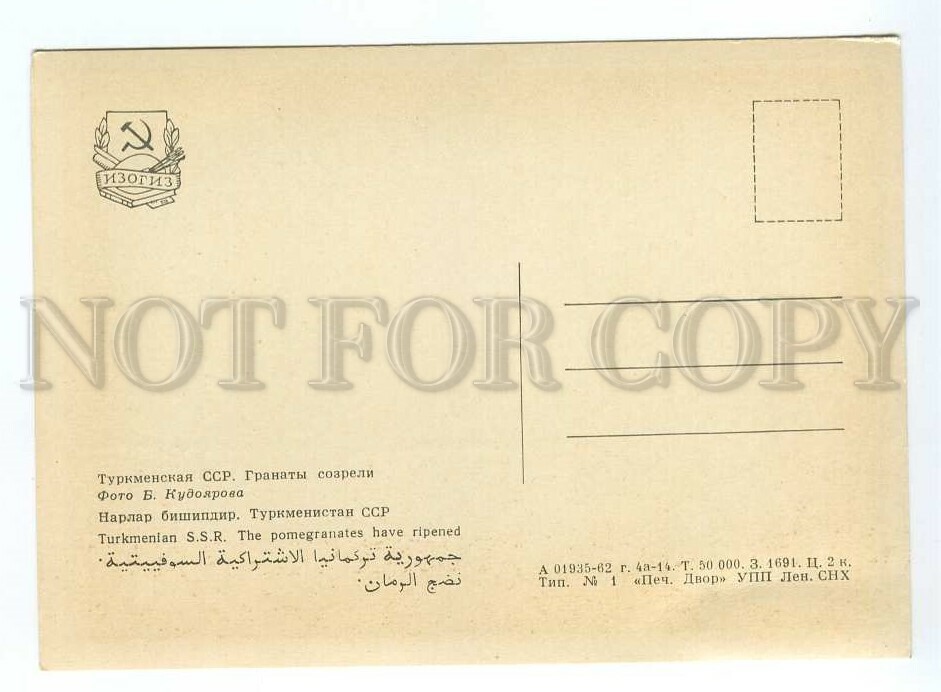 ИЗОГИЗ
NOT FOR COPY
Туркменская ССР. Гранаты созрели
Фото Б. Кудоярова
Нарлар бишипдир. Туркменистан ССР
Turkmenian S.S.R. The pomegranates have ripened
جمهورية تركمانيا الاشتراكية السوفييتية.
نضج الرمان.
А 01935-62 г. 4а-14. Т. 50 000. З. 1691. Ц. 2 к.
Тип. № 1 «Печ. Двор» УПП Лен. СНХ